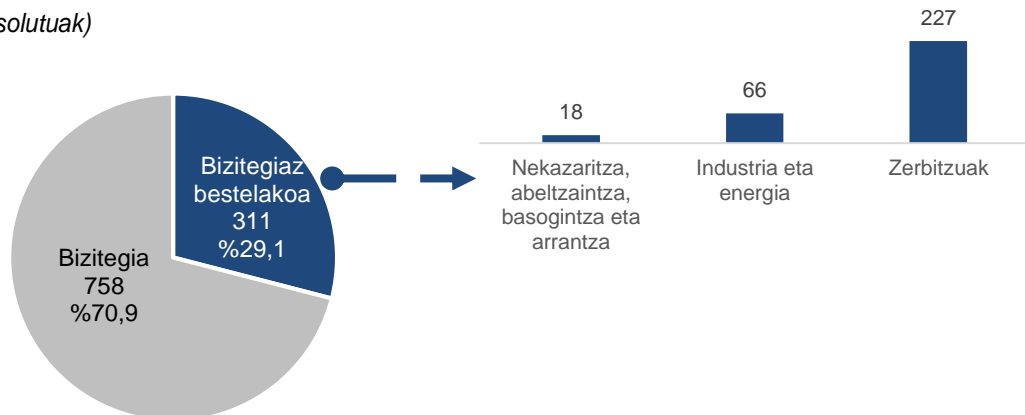 solutuak)
Bizitegiaz
bestelakoa
311
%29,1
Bizitegia
758
%70,9
18
66
227
Nekazaritza,
abeltzaintza,
basogintza eta
arrantza
Industria eta
energia
Zerbitzuak